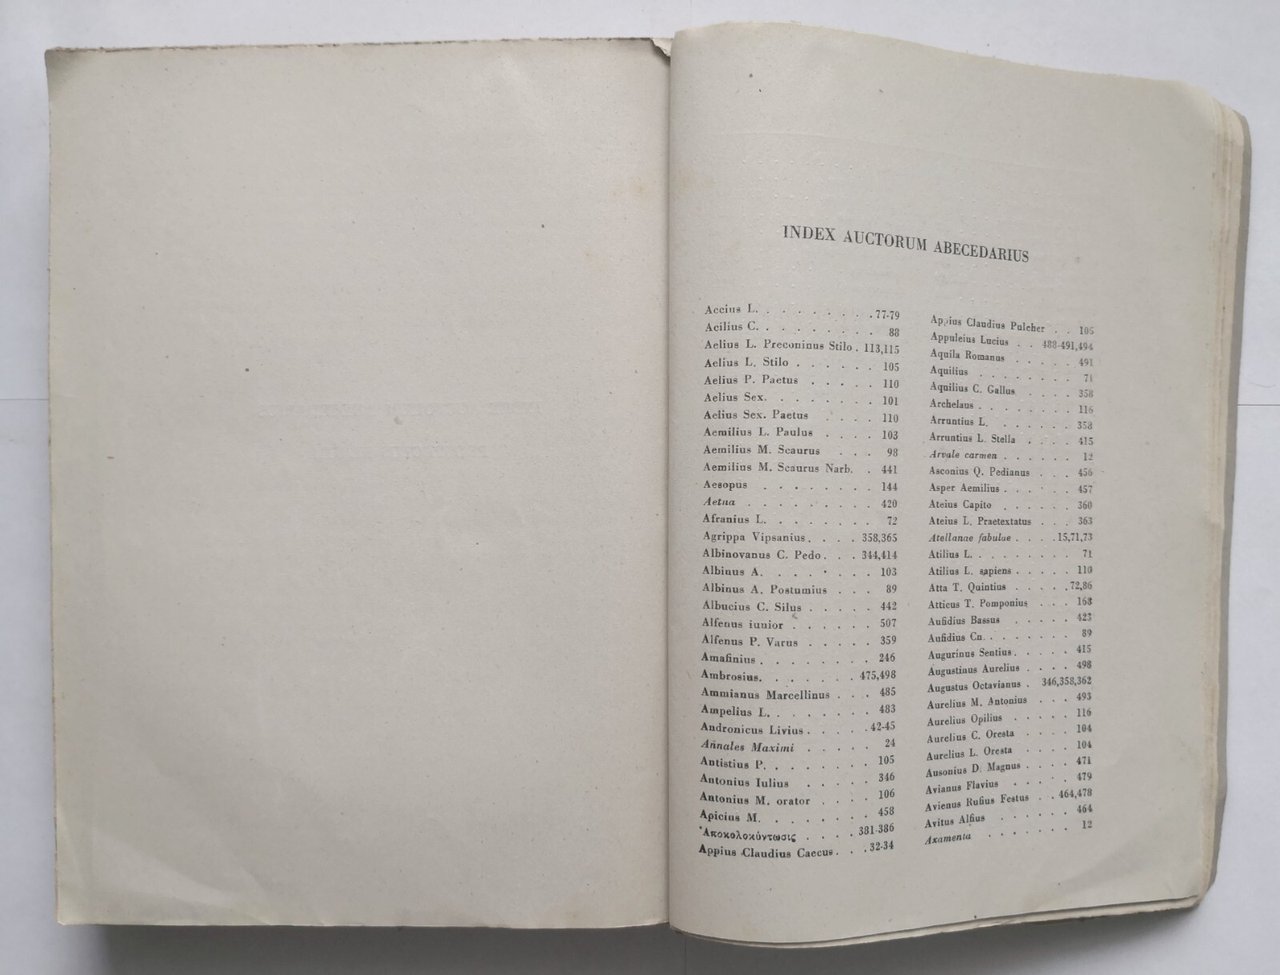 INDEX AUCTORUM ABECEDARIUS
Accius L. . . . . . . . . 77-79
Acilius C. . . . . . . . . 88
Aelius L. Preconinus Stilo . 113,115
Aelius L. Stilo . . . . . . 105
Aelius P. Paetus . . . . . 110
Aelius Sex. . . . . . . . 101
Aelius Sex. Paetus . . . . 110
Aemilius L. Paulus . . . . 103
Aemilius M. Scaurus . . . 98
Aemilius M. Scaurus Narb. . 441
Aesopus . . . . . . . . 144
Aetna . . . . . . . . . 420
Afranius L. . . . . . . . 72
Agrippa Vipsanius . . . . 358,365
Albinovanus C. Pedo . . . 344,414
Albinus A. . . . . . . . 103
Albinus A. Postumius . . . 89
Albucius C. Silus . . . . . 442
Alfenus iunior . . . . . . 507
Alfenus P. Varus . . . . . 359
Amafinius . . . . . . . . 246
Ambrosius. . . . . . . 475,498
Ammianus Marcellinus . . . 485
Ampelius L. . . . . . . . 483
Andronicus Livius . . . . . 42-45
Annales Maximi . . . . . 24
Antistius P. . . . . . . . 105
Antonius Iulius . . . . . 346
Antonius M. orator . . . . 106
Apicius M. . . . . . . . 458
Ἀποκολοκύντωσις . . . . 381-386
Appius Claudius Caecus . . . 32-34
Appius Claudius Pulcher . . 106
Appuleius Lucius . . 488-491,494
Aquila Romanus . . . . . 491
Aquilius . . . . . . . . 71
Aquilius C. Gallus . . . . 358
Archelaus . . . . . . . . 116
Arruntius L. . . . . . . 358
Arruntius L. Stella . . . . 415
Arvale carmen . . . . . . 12
Asconius Q. Pedianus . . . 456
Asper Aemilius . . . . . . 457
Ateius Capito . . . . . . 360
Ateius L. Praetextatus . . . 363
Atellanae fabulae . . . . 15,71,73
Atilius L. . . . . . . . . 71
Atilius L. sapiens . . . . . 110
Atta T. Quintius . . . . . 72,86
Atticus T. Pomponius . . . 168
Aufidius Bassus . . . . . 423
Aufidius Cn. . . . . . . . 89
Augurinus Sentius . . . . . 415
Augustinus Aurelius . . . . 498
Augustus Octavianus . 346,358,362
Aurelius M. Antonius . . . 493
Aurelius Opilius . . . . . 116
Aurelius C. Oresta . . . . 104
Aurelius L. Oresta . . . . 104
Ausonius D. Magnus . . . . 471
Avianus Flavius . . . . . 479
Avienus Rufius Festus . . 464,478
Avitus Alfius . . . . . . 464
Axamenta . . . . . . . 12